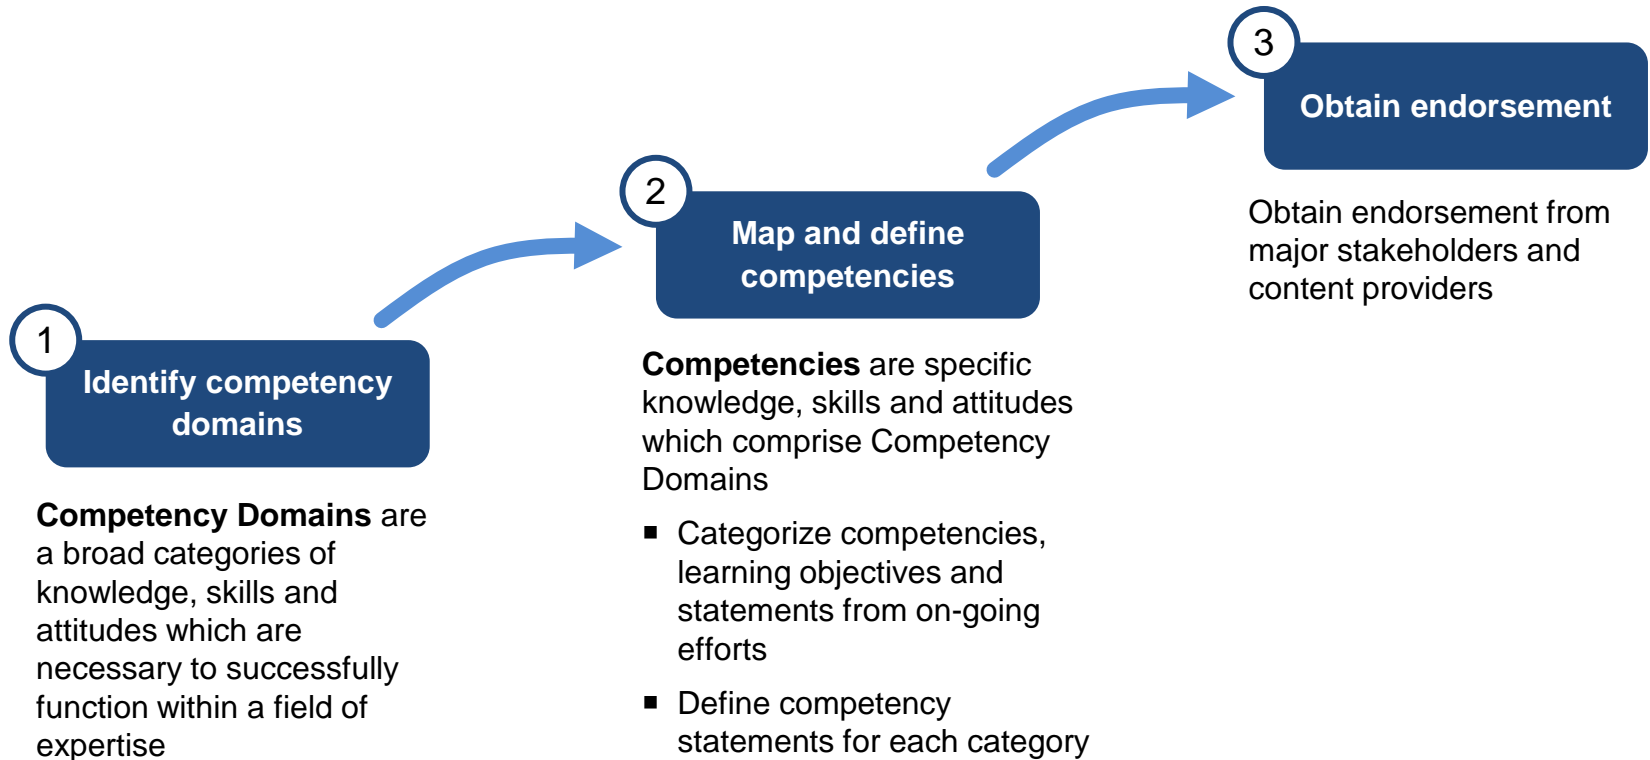 1
Identify competency
domains
Competency Domains are
a broad categories of
knowledge, skills and
attitudes which are
necessary to successfully
function within a field of
expertise
2
Map and define
competencies
Competencies are specific
knowledge, skills and attitudes
which comprise Competency
Domains
▪ Categorize competencies,
learning objectives and
statements from on-going
efforts
▪ Define competency
statements for each category
3
Obtain endorsement
Obtain endorsement from
major stakeholders and
content providers